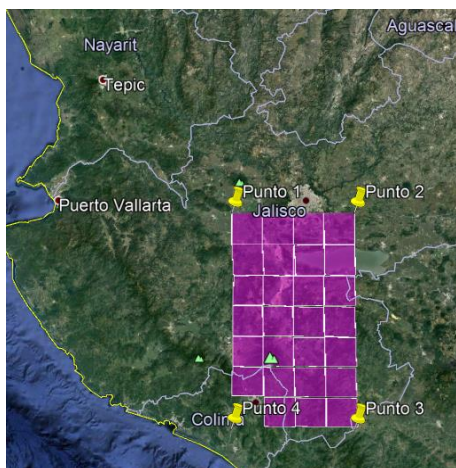 Aguascal
Nayarit
Tepic
Punto 1
Punto 2
Puerto Vallarta
Jalisco
Punto 4
Punto 3
Colima